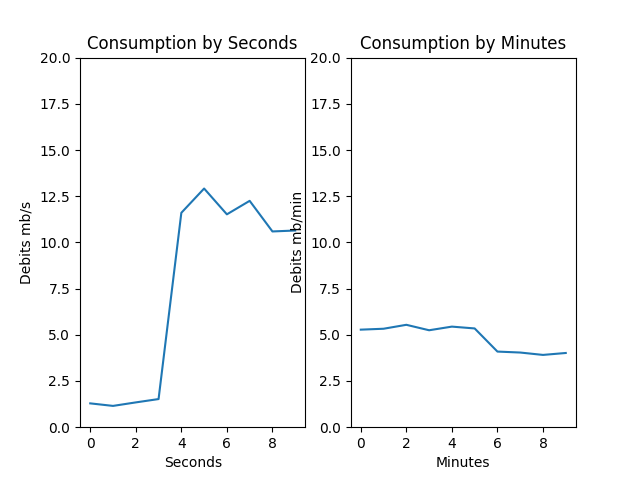 Consumption by Seconds
20.0
17.5
15.0
12.5
10.0
7.5
5.0
2.5
0.0
Debits mb/s
0 2 4 6 8
Seconds
Consumption by Minutes
20.0
17.5
15.0
12.5
10.0
7.5
5.0
2.5
0.0
Debits mb/min
0 2 4 6 8
Minutes